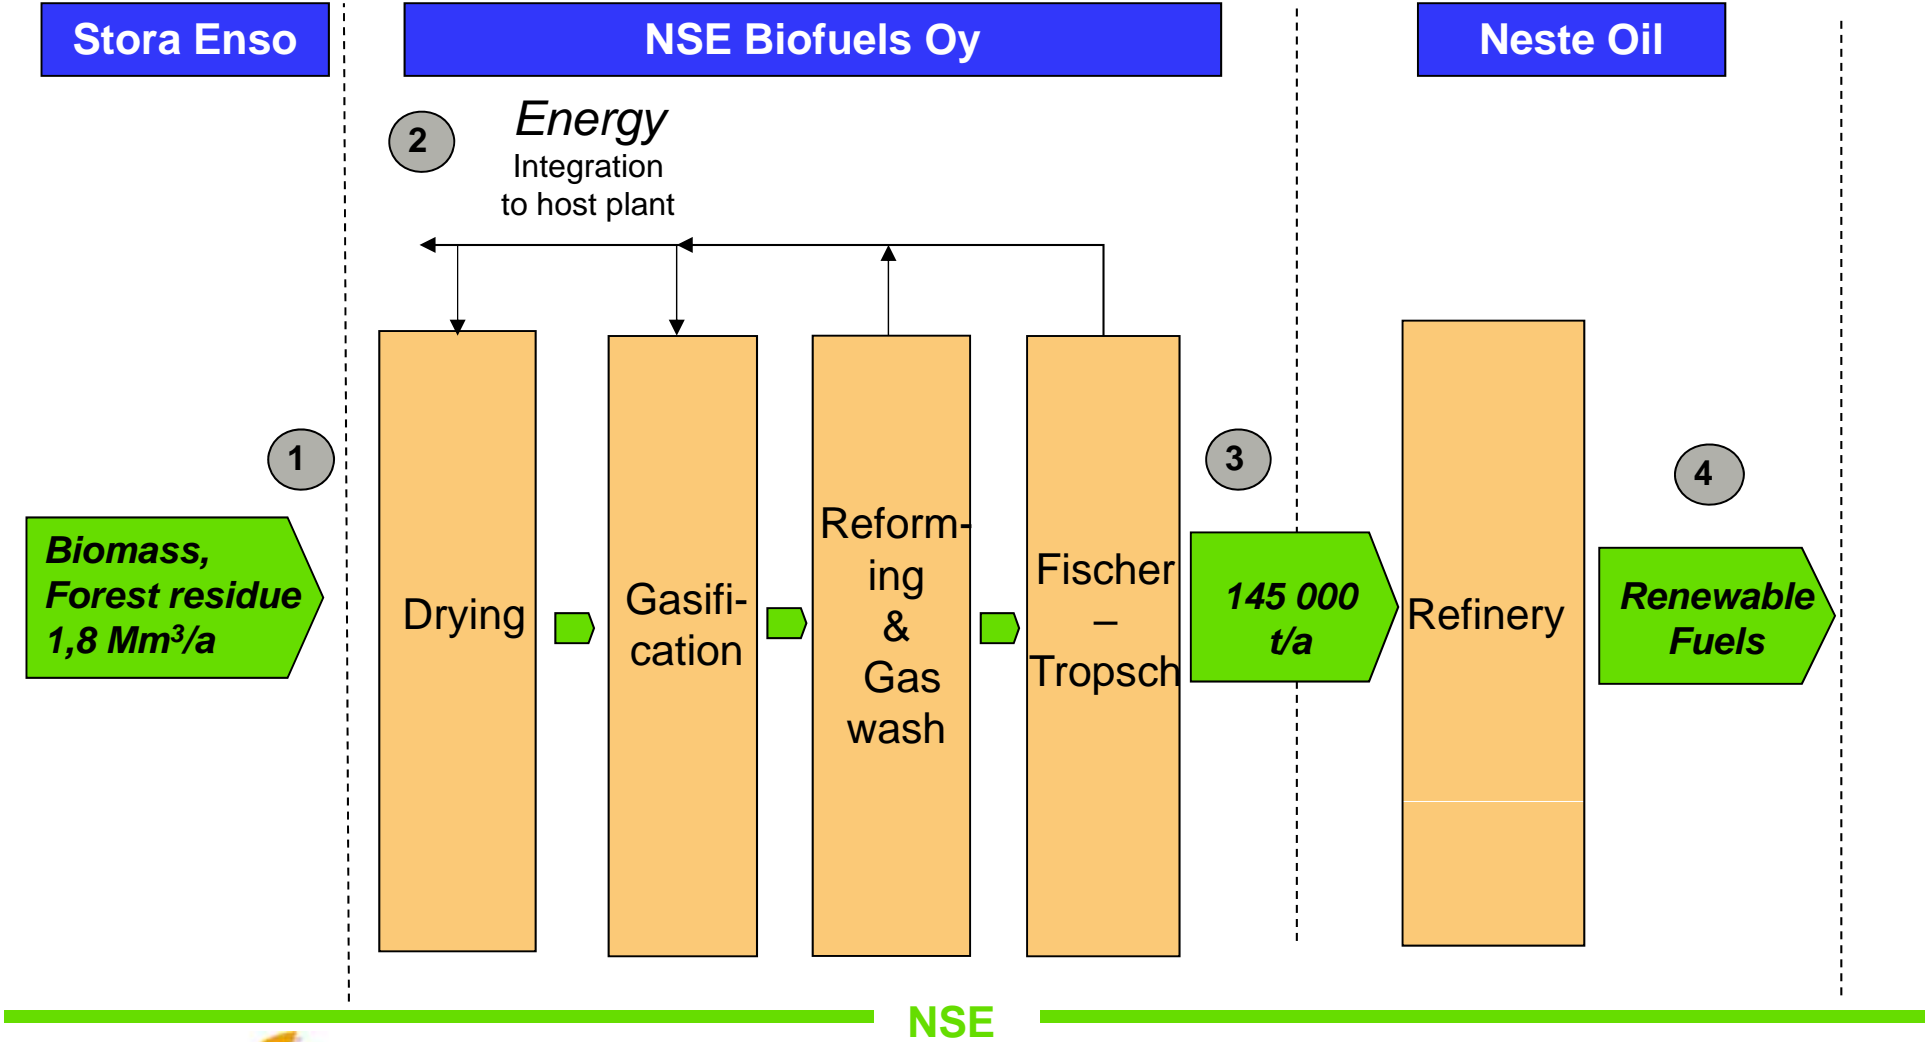 Stora Enso
NSE Biofuels Oy
Neste Oil
2
Energy
Integration
to host plant
1
Biomass,
Forest residue
1,8 Mm³/a
Drying
Gasifi-
cation
Reform-
ing
&
Gas
wash
Fischer
–
Tropsch
3
145 000
t/a
Refinery
4
Renewable
Fuels
NSE